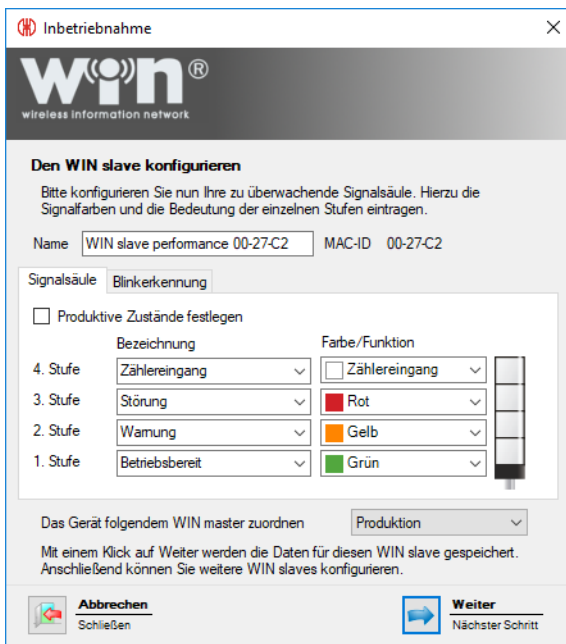 Inbetriebnahme
WIN®
wireless information network
Den WIN slave konfigurieren
Bitte konfigurieren Sie nun Ihre zu überwachende Signalsäule. Hierzu die
Signalfarben und die Bedeutung der einzelnen Stufen eintragen.
Name WIN slave performance 00-27-C2 MAC-ID 00-27-C2
Signalsäule Blinkerkennung
Produktive Zustände festlegen
Bezeichnung Farbe/Funktion
4. Stufe Zählereingang Zählereingang
3. Stufe Störung Rot
2. Stufe Warnung Gelb
1. Stufe Betriebsbereit Grün
Das Gerät folgendem WIN master zuordnen Produktion
Mit einem Klick auf Weiter werden die Daten für diesen WIN slave gespeichert.
Anschließend können Sie weitere WIN slaves konfigurieren.
Abbrechen Weiter
Schließen Nächster Schritt